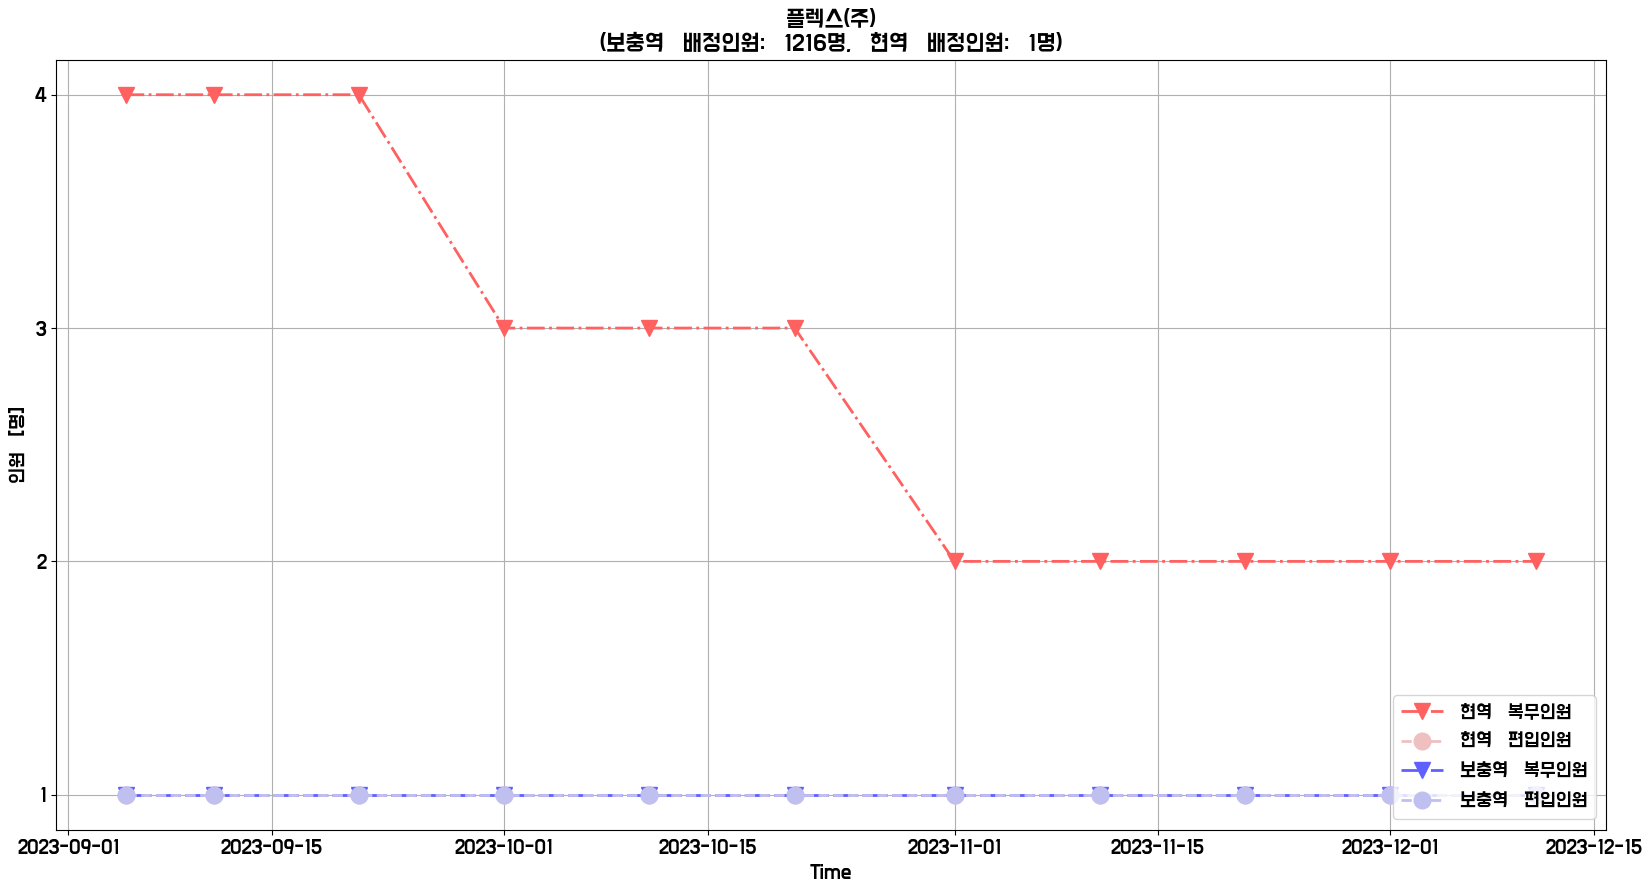 플렉스(주)
(보충역 배정인원: 1216명, 현역 배정인원: 1명)
인원 [명]
4
3
2
1
현역 복무인원
현역 편입인원
보충역 복무인원
보충역 편입인원
2023-09-01 2023-09-15 2023-10-01 2023-10-15 2023-11-01 2023-11-15 2023-12-01 2023-12-15
Time